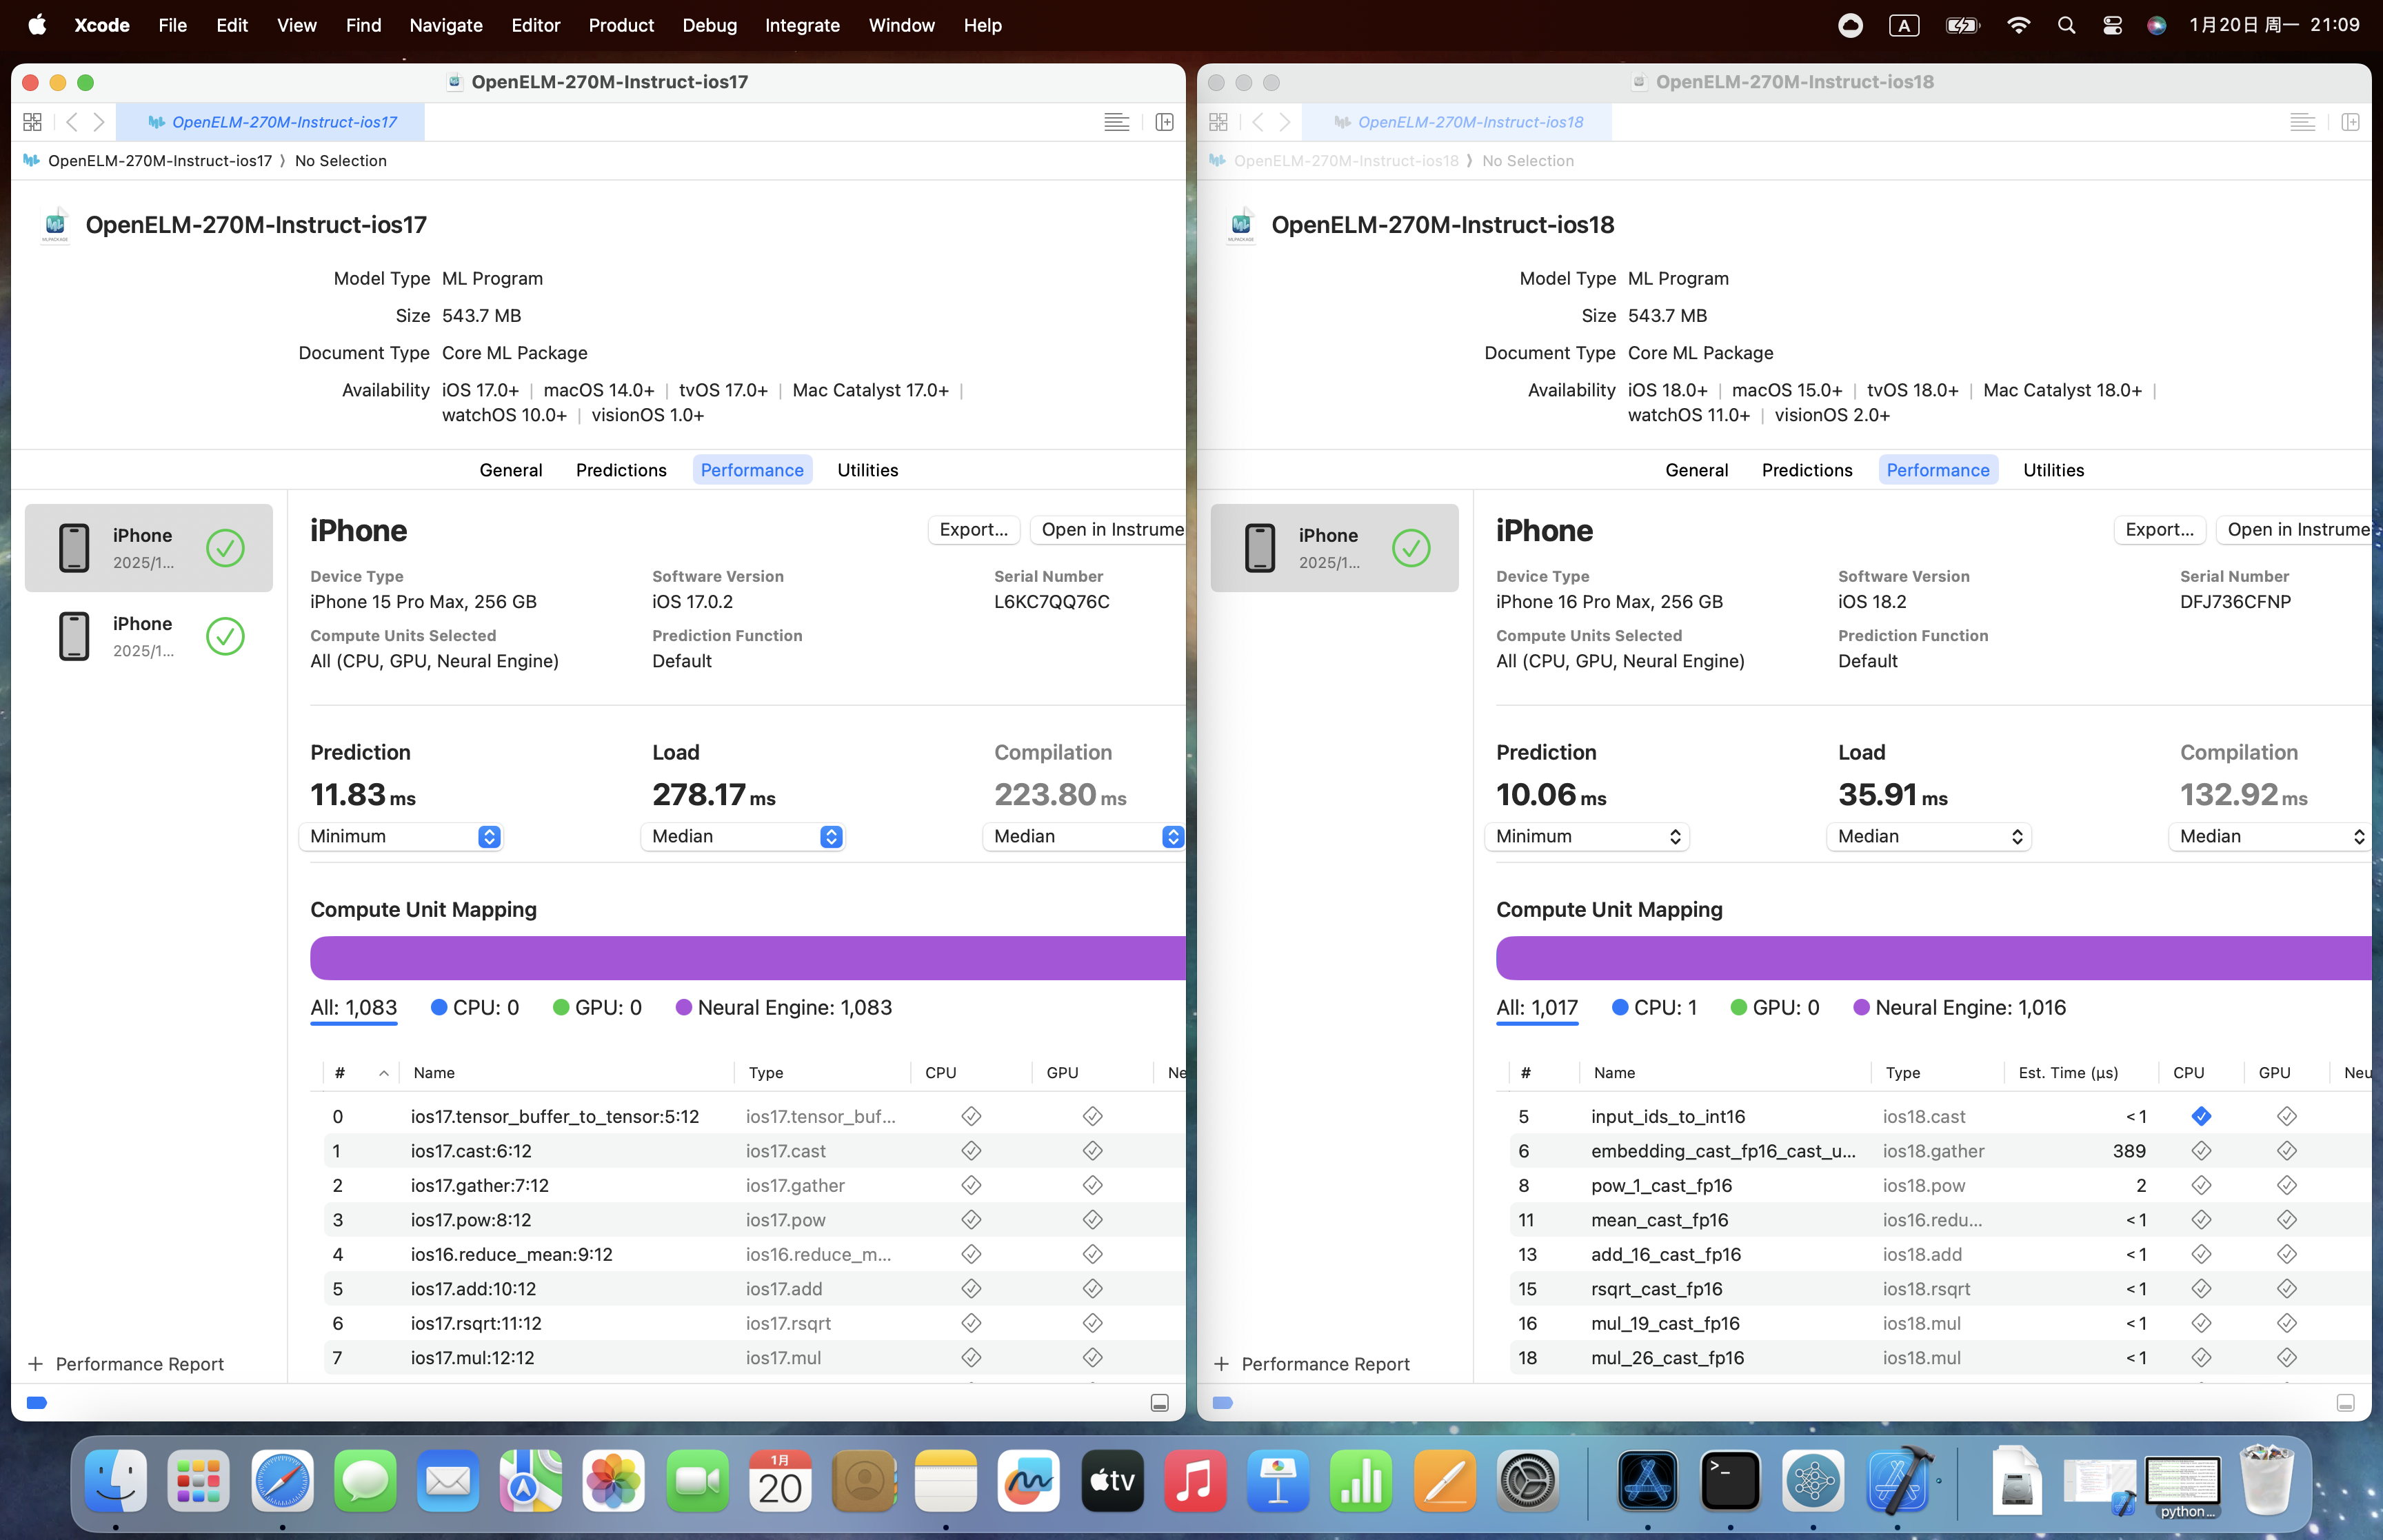 Xcode File Edit View Find Navigate Editor Product Debug Integrate Window Help A 1月20日 周一 21:09
OpenELM-270M-Instruct-ios17
OpenELM-270M-Instruct-ios17
OpenELM-270M-Instruct-ios17 ⟩ No Selection
OpenELM-270M-Instruct-ios17
Model Type ML Program
Size 543.7 MB
Document Type Core ML Package
Availability iOS 17.0+ | macOS 14.0+ | tvOS 17.0+ | Mac Catalyst 17.0+ |
watchOS 10.0+ | visionOS 1.0+
General Predictions Performance Utilities
iPhone
2025/1...
iPhone
2025/1...
+ Performance Report
iPhone Export... Open in Instrume
Device Type Software Version Serial Number
iPhone 15 Pro Max, 256 GB iOS 17.0.2 L6KC7QQ76C
Compute Units Selected Prediction Function
All (CPU, GPU, Neural Engine) Default
Prediction Load Compilation
11.83 ms 278.17 ms 223.80 ms
Minimum Median Median
Compute Unit Mapping
All: 1,083 CPU: 0 GPU: 0 Neural Engine: 1,083
# Name Type CPU GPU Ne
0 ios17.tensor_buffer_to_tensor:5:12 ios17.tensor_buf...
1 ios17.cast:6:12 ios17.cast
2 ios17.gather:7:12 ios17.gather
3 ios17.pow:8:12 ios17.pow
4 ios16.reduce_mean:9:12 ios16.reduce_m...
5 ios17.add:10:12 ios17.add
6 ios17.rsqrt:11:12 ios17.rsqrt
7 ios17.mul:12:12 ios17.mul
OpenELM-270M-Instruct-ios18
OpenELM-270M-Instruct-ios18
OpenELM-270M-Instruct-ios18 ⟩ No Selection
OpenELM-270M-Instruct-ios18
Model Type ML Program
Size 543.7 MB
Document Type Core ML Package
Availability iOS 18.0+ | macOS 15.0+ | tvOS 18.0+ | Mac Catalyst 18.0+ |
watchOS 11.0+ | visionOS 2.0+
General Predictions Performance Utilities
iPhone
2025/1...
+ Performance Report
iPhone Export... Open in Instrume
Device Type Software Version Serial Number
iPhone 16 Pro Max, 256 GB iOS 18.2 DFJ736CFNP
Compute Units Selected Prediction Function
All (CPU, GPU, Neural Engine) Default
Prediction Load Compilation
10.06 ms 35.91 ms 132.92 ms
Minimum Median Median
Compute Unit Mapping
All: 1,017 CPU: 1 GPU: 0 Neural Engine: 1,016
# Name Type Est. Time (µs) CPU GPU Neu
5 input_ids_to_int16 ios18.cast < 1
6 embedding_cast_fp16_cast_u... ios18.gather 389
8 pow_1_cast_fp16 ios18.pow 2
11 mean_cast_fp16 ios16.redu... < 1
13 add_16_cast_fp16 ios18.add < 1
15 rsqrt_cast_fp16 ios18.rsqrt < 1
16 mul_19_cast_fp16 ios18.mul < 1
18 mul_26_cast_fp16 ios18.mul < 1
1月
20
tv
>_
python...